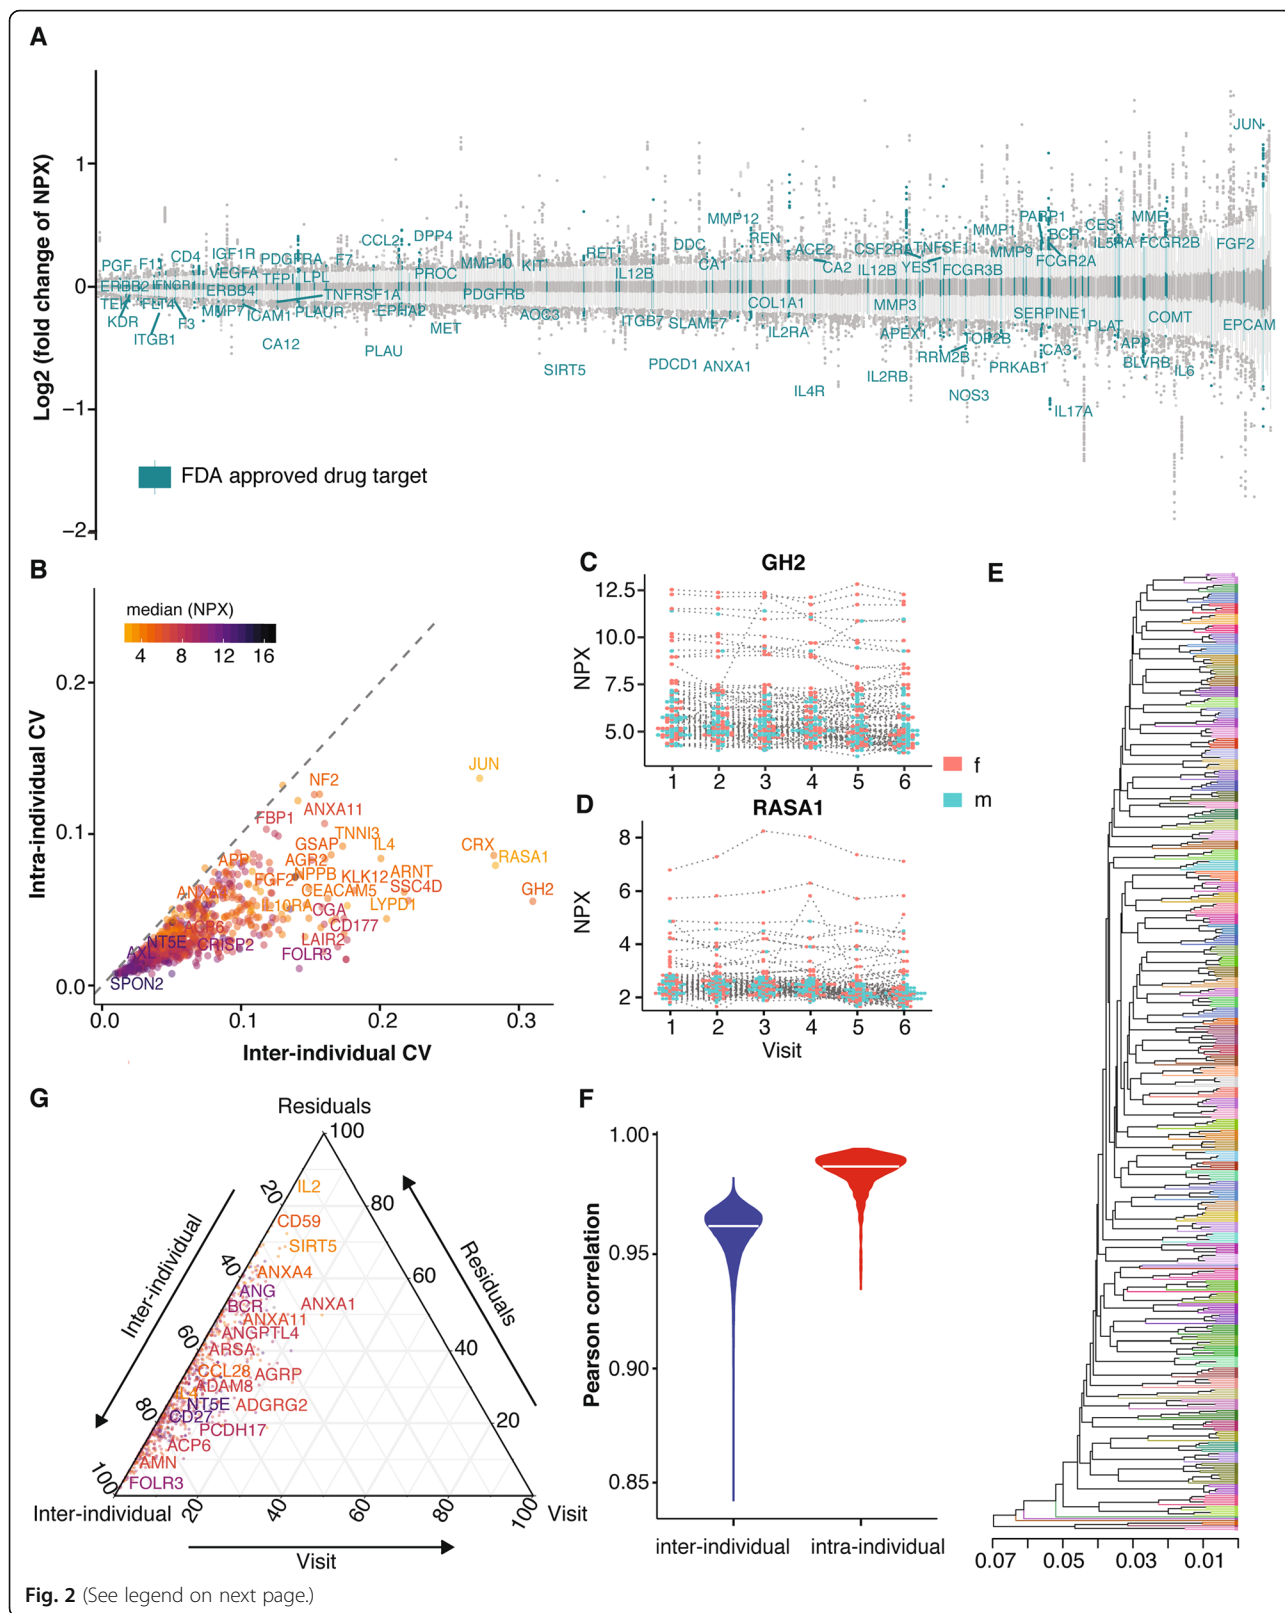 A
Log2 (fold change of NPX)
1
0
−1
−2
JUN
MMP12
PARP1
MME
CES1
CCL2
DPP4
REN
MMP1
BCR
CD4
IGF1R
PDGFRA
F7
RET
DDC
ACE2
CSF2RA
TNFSF11
MMP9
IL5RA
FCGR2B
FGF2
PGF
F11
VEGFA
TFPI
LPL
PROC
MMP10
KIT
IL12B
CA1
CA2
IL12B
YES1
FCGR3B
FCGR2A
ERBB2
IFNGR1
ERBB4
TNFRSF1A
PDGFRB
COL1A1
MMP3
TEK
FLT4
MMP7
ICAM1
PLAUR
EPHA2
AOC3
ITGB7
SLAMF7
SERPINE1
COMT
KDR
F3
MET
IL2RA
APEX1
TOP2B
PLAT
EPCAM
ITGB1
CA12
PLAU
RRM2B
CA3
APP
SIRT5
PDCD1
ANXA1
IL2RB
PRKAB1
BLVRB
IL6
IL4R
NOS3
IL17A
FDA approved drug target
B
median (NPX)
4 8 12 16
Intra-individual CV
0.2
0.1
0.0
JUN
NF2
ANXA11
FBP1
TNNI3
GSAP
IL4
CRX
RASA1
APP
AGR2
NPPB
KLK12
ARNT
FGF2
CEACAM5
SSC4D
GH2
IL10RA
LYPD1
CGA
ACP6
CD177
NT5E
CRISP2
LAIR2
AXL
FOLR3
SPON2
0.0 0.1 0.2 0.3
Inter-individual CV
C
GH2
NPX
12.5
10.0
7.5
5.0
1 2 3 4 5 6
f
m
D
RASA1
NPX
8
6
4
2
1 2 3 4 5 6
Visit
E
0.07 0.05 0.03 0.01
G
Residuals
100
80
60
40
20
Residuals
Inter-individual
20
40
60
80
100
IL2
CD59
SIRT5
ANXA4
ANG
BCR
ANXA1
ANXA11
ANGPTL4
ARSA
CCL28
AGRP
ADAM8
NT5E
ADGRG2
CD27
PCDH17
ACP6
AMN
FOLR3
Inter-individual
20 40 60 80 100
Visit
Visit
F
Pearson correlation
1.00
0.95
0.90
0.85
inter-individual intra-individual
Fig. 2 (See legend on next page.)